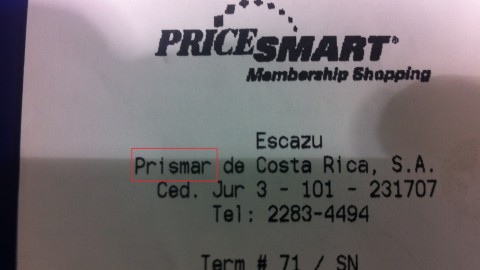 PRICESMART®
Membership Shopping
Escazu
Prismar de Costa Rica, S.A.
Ced. Jur 3 - 101 - 231707
Tel: 2283-4494
Term # 71 / SN